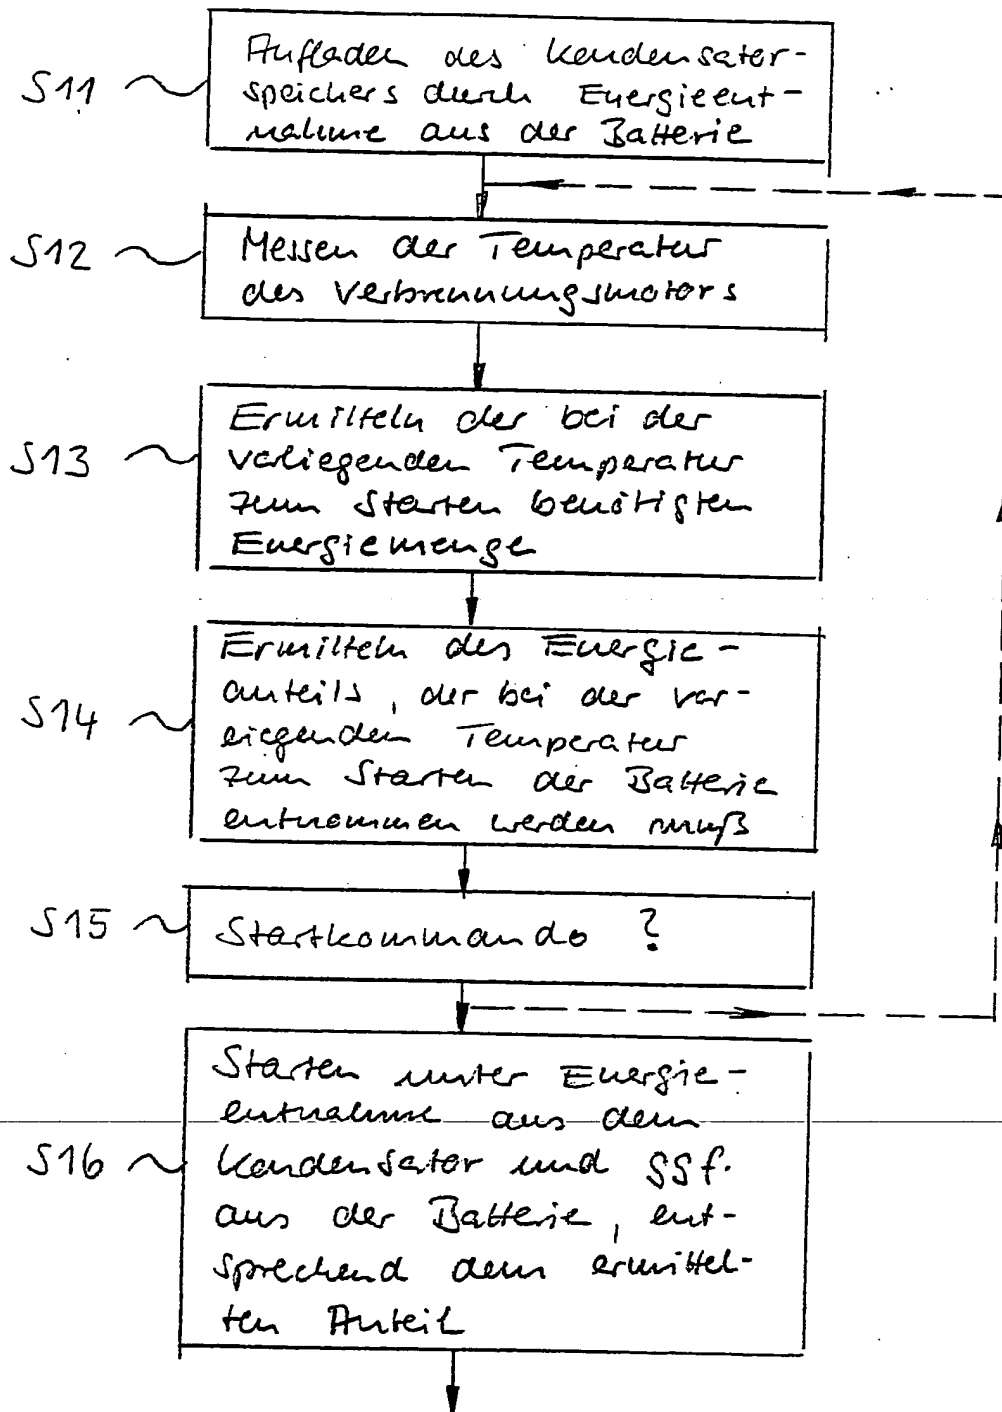 S11
Aufladen des Kondensator-
speichers durch Energieent-
nahme aus der Batterie
S12
Messen der Temperatur
des Verbrennungsmotors
S13
Ermitteln der bei der
vorliegenden Temperatur
zum Starten benötigten
Energiemenge
S14
Ermitteln des Energie-
anteils, der bei der vor-
liegenden Temperatur
zum Starten der Batterie
entnommen werden muß
S15
Startkommando ?
S16
Starten unter Energie-
entnahme aus dem
Kondensator und ggf.
aus der Batterie, ent-
sprechend dem ermittel-
ten Anteil